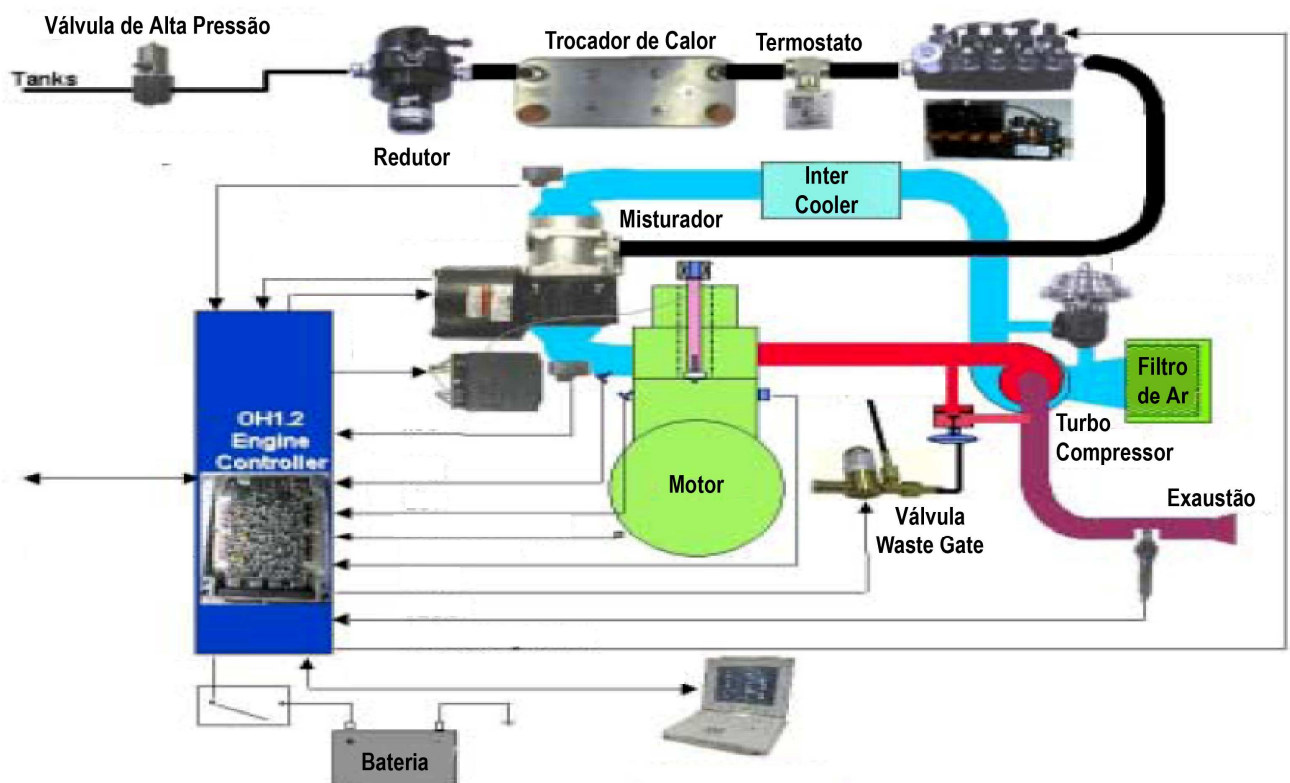 Válvula de Alta Pressão
Trocador de Calor
Termostato
Tanks
Redutor
Inter
Cooler
Misturador
Filtro
de Ar
OH1.2
Engine
Controller
Turbo
Compressor
Motor
Exaustão
Válvula
Waste Gate
Bateria